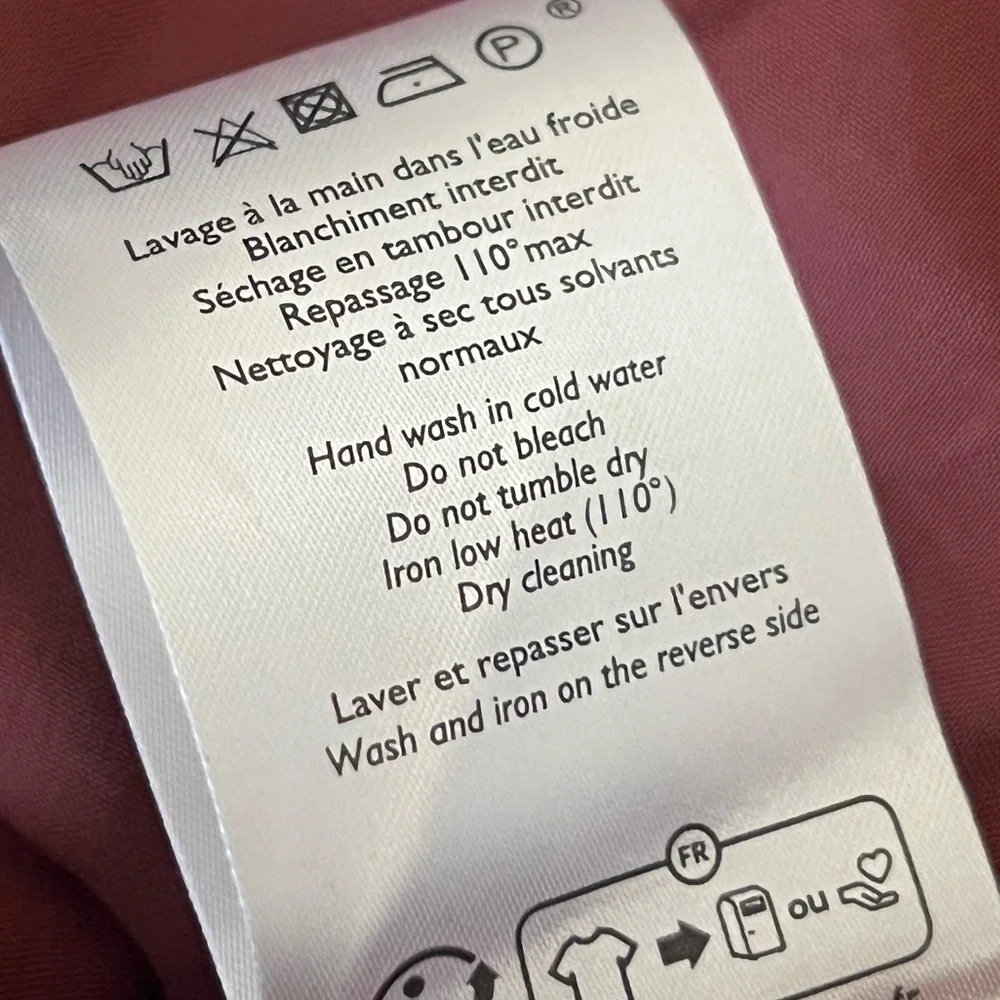 P ®
Lavage à la main dans l'eau froide
Blanchiment interdit
Séchage en tambour interdit
Repassage 110° max
Nettoyage à sec tous solvants
normaux
Hand wash in cold water
Do not bleach
Do not tumble dry
Iron low heat (110°)
Dry cleaning
Laver et repasser sur l'envers
Wash and iron on the reverse side
FR
ou